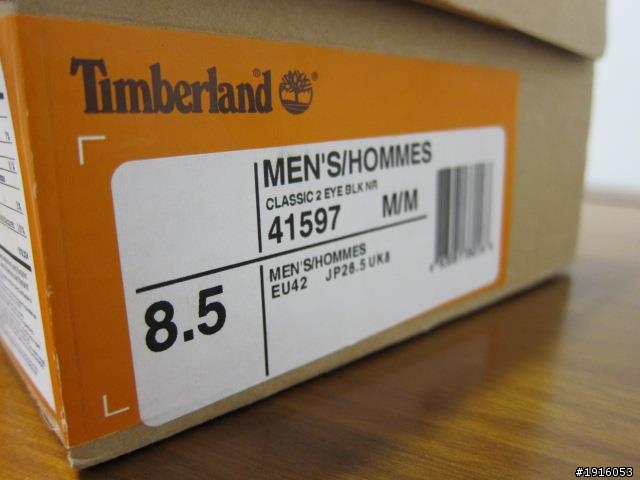 Timberland®
MEN'S/HOMMES
CLASSIC 2 EYE BLK NR
41597 M/M
8.5
MEN'S/HOMMES
EU42 JP26.5 UK8
#1916053